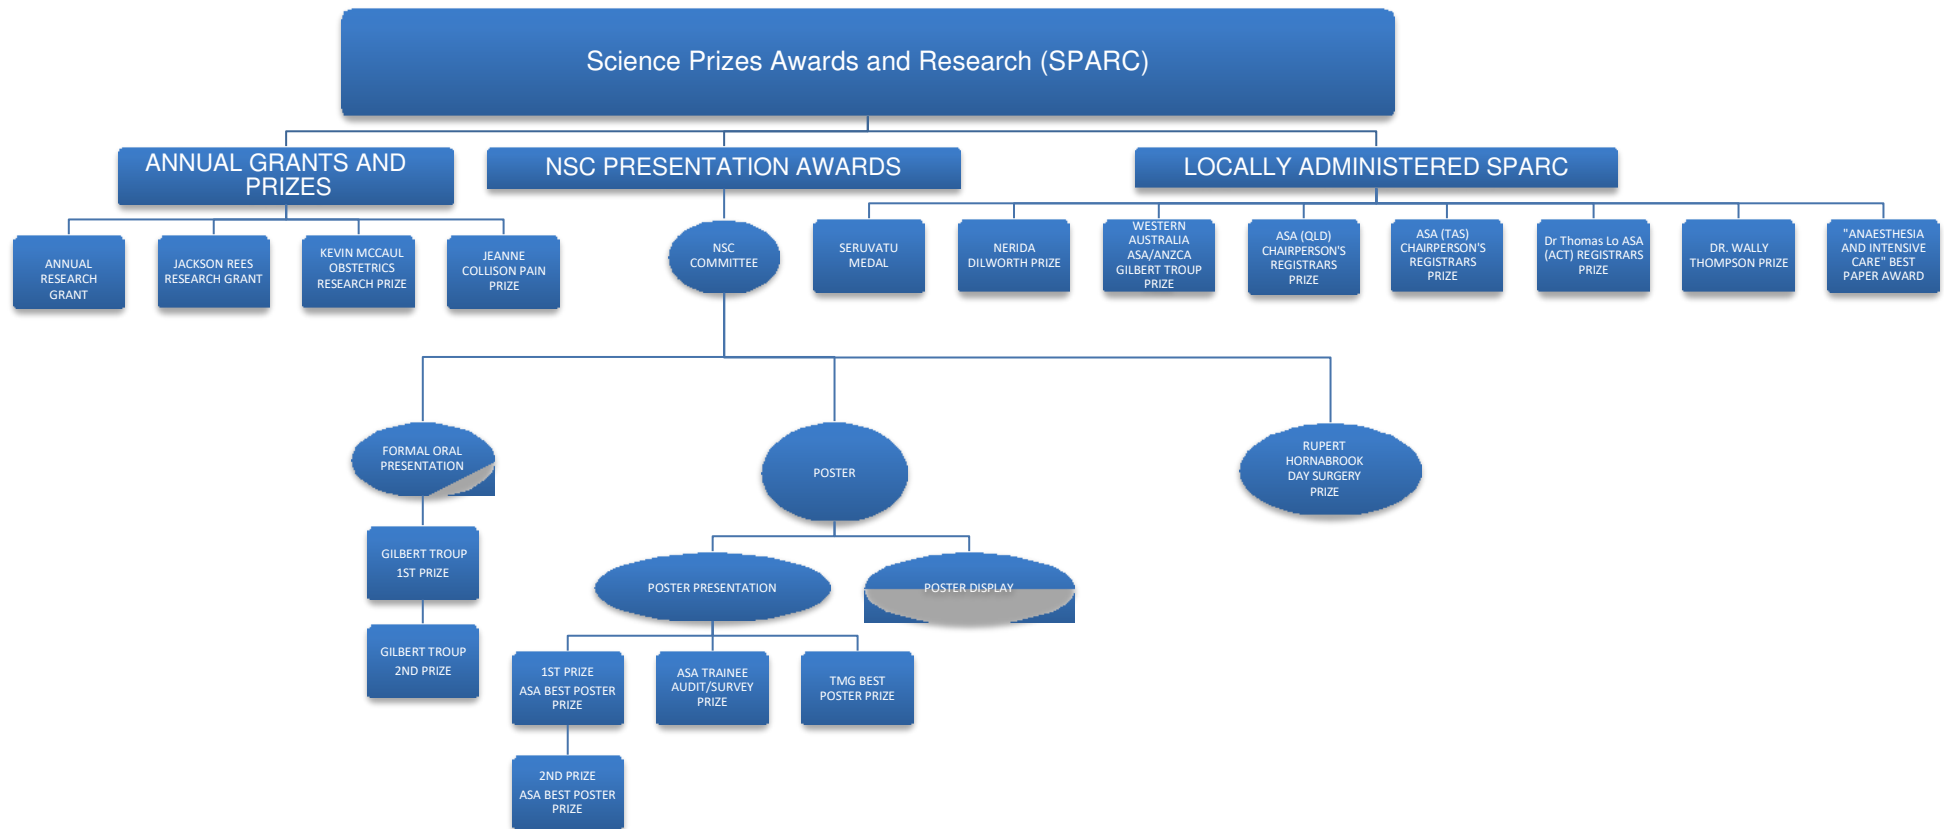 Science Prizes Awards and Research (SPARC)
ANNUAL GRANTS AND
PRIZES
NSC PRESENTATION AWARDS
LOCALLY ADMINISTERED SPARC
ANNUAL
RESEARCH
GRANT
JACKSON REES
RESEARCH GRANT
KEVIN MCCAUL
OBSTETRICS
RESEARCH PRIZE
JEANNE
COLLISON PAIN
PRIZE
NSC
COMMITTEE
SERUVATU
MEDAL
NERIDA
DILWORTH PRIZE
WESTERN
AUSTRALIA
ASA/ANZCA
GILBERT TROUP
PRIZE
ASA (QLD)
CHAIRPERSON'S
REGISTRARS
PRIZE
ASA (TAS)
CHAIRPERSON'S
REGISTRARS
PRIZE
Dr Thomas Lo ASA
(ACT) REGISTRARS
PRIZE
DR. WALLY
THOMPSON PRIZE
"ANAESTHESIA
AND INTENSIVE
CARE" BEST
PAPER AWARD
FORMAL ORAL
PRESENTATION
POSTER
RUPERT
HORNABROOK
DAY SURGERY
PRIZE
GILBERT TROUP
1ST PRIZE
GILBERT TROUP
2ND PRIZE
POSTER PRESENTATION
POSTER DISPLAY
1ST PRIZE
ASA BEST POSTER
PRIZE
ASA TRAINEE
AUDIT/SURVEY
PRIZE
TMG BEST
POSTER PRIZE
2ND PRIZE
ASA BEST POSTER
PRIZE